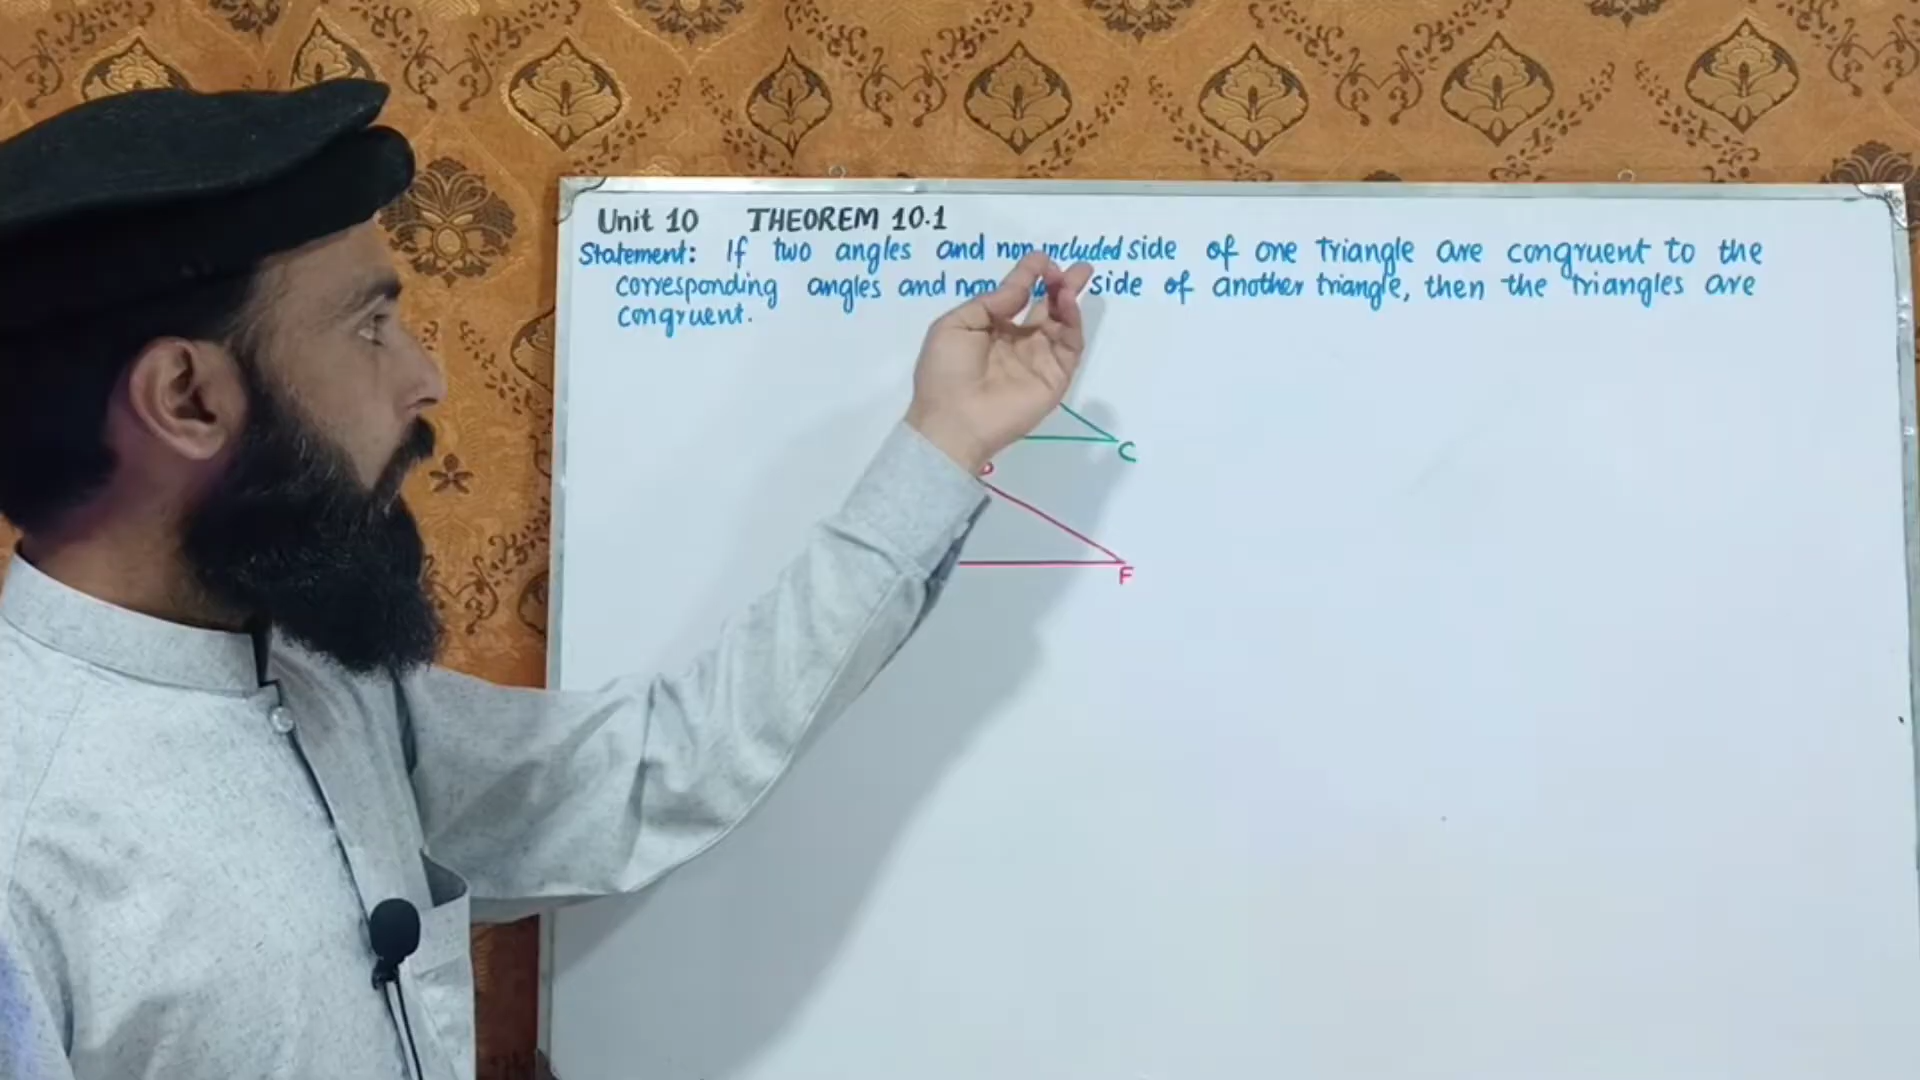 Unit 10 THEOREM 10.1
Statement: If two angles and non included side of one Triangle are congruent to the
corresponding angles and non side of another triangle, then the Triangles are
congruent.
C
D
F